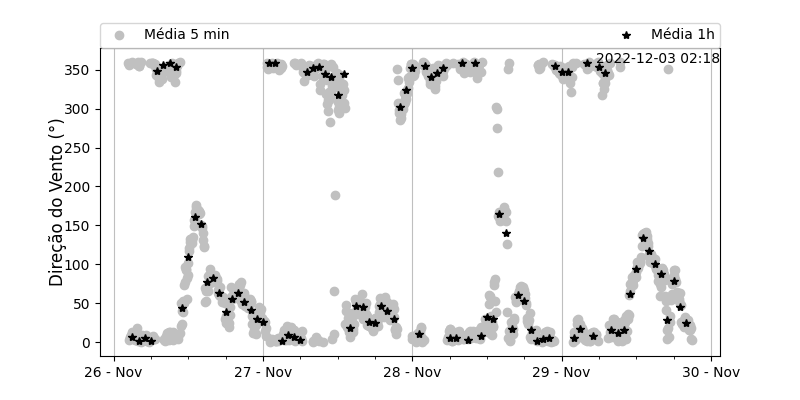 Média 5 min
Média 1h
2022-12-03 02:18
Direção do Vento (°)
350
300
250
200
150
100
50
0
26 - Nov
27 - Nov
28 - Nov
29 - Nov
30 - Nov